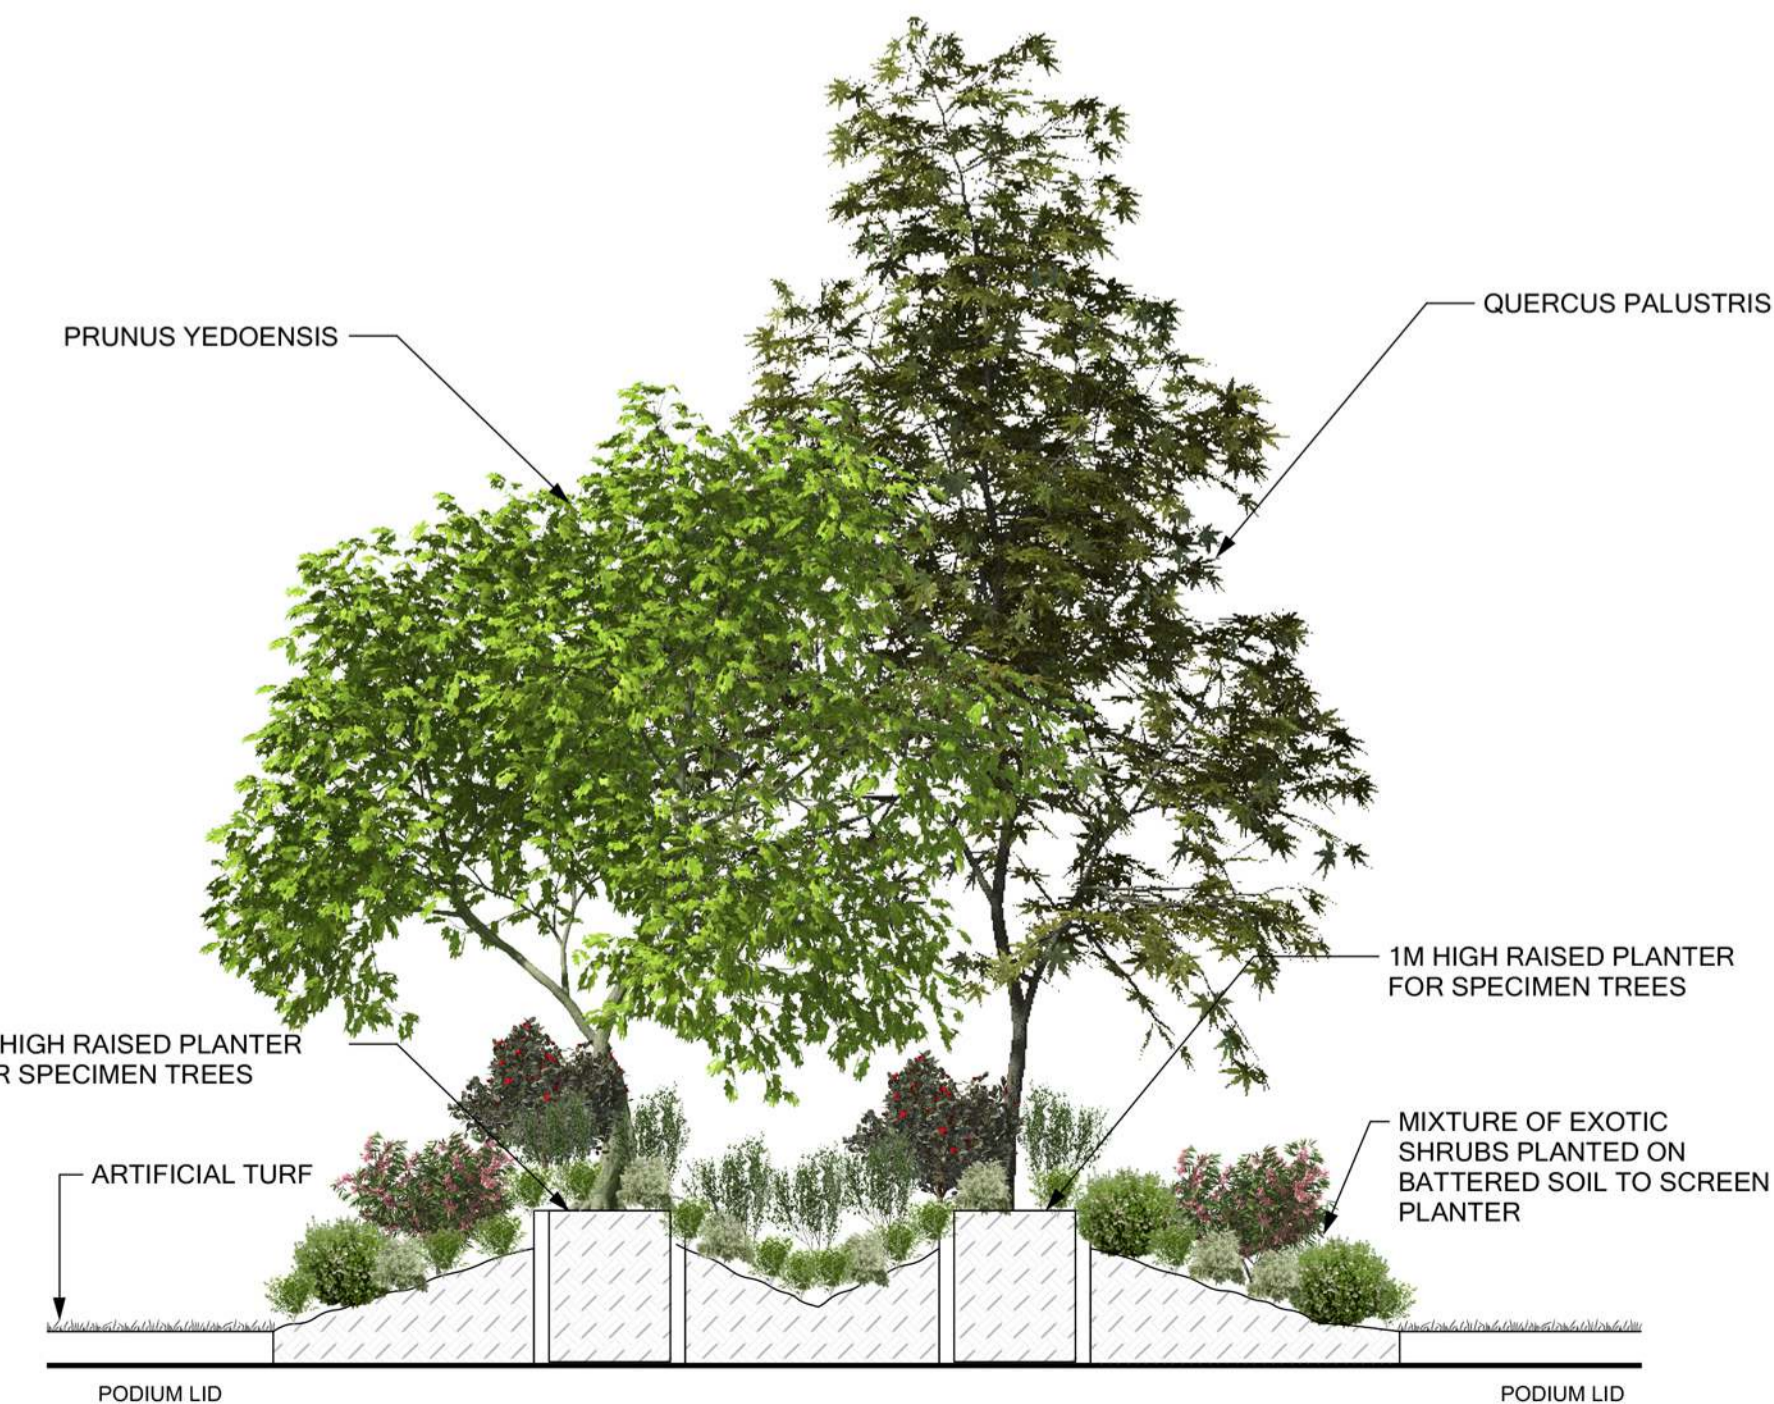 QUERCUS PALUSTRIS
PRUNUS YEDOENSIS
1M HIGH RAISED PLANTER
FOR SPECIMEN TREES
HIGH RAISED PLANTER
SPECIMEN TREES
MIXTURE OF EXOTIC
SHRUBS PLANTED ON
BATTERED SOIL TO SCREEN
PLANTER
ARTIFICIAL TURF
PODIUM LID
PODIUM LID